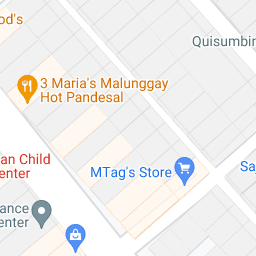 od's
Quisumbin
3 Maria's Malunggay
Hot Pandesal
an Child
enter
MTag's Store
Sa
ance
enter